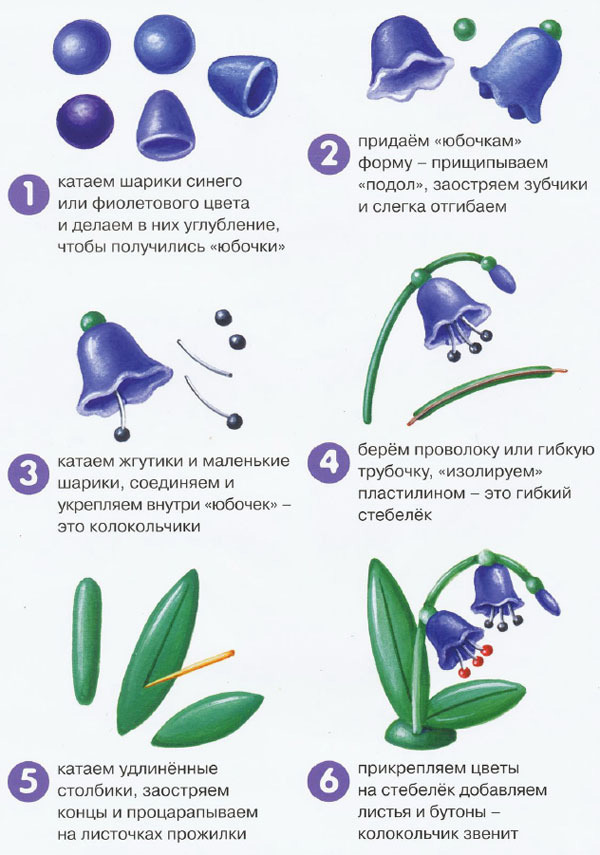 1
катаем шарики синего
или фиолетового цвета
и делаем в них углубление,
чтобы получились «юбочки»
2
придаём «юбочкам»
форму – прищипываем
«подол», заостряем зубчики
и слегка отгибаем
3
катаем жгутики и маленькие
шарики, соединяем и
укрепляем внутри «юбочек» –
это колокольчики
4
берём проволоку или гибкую
трубочку, «изолируем»
пластилином – это гибкий
стебелёк
5
катаем удлинённые
столбики, заостряем
концы и процарапываем
на листочках прожилки
6
прикрепляем цветы
на стебелёк добавляем
листья и бутоны –
колокольчик звенит